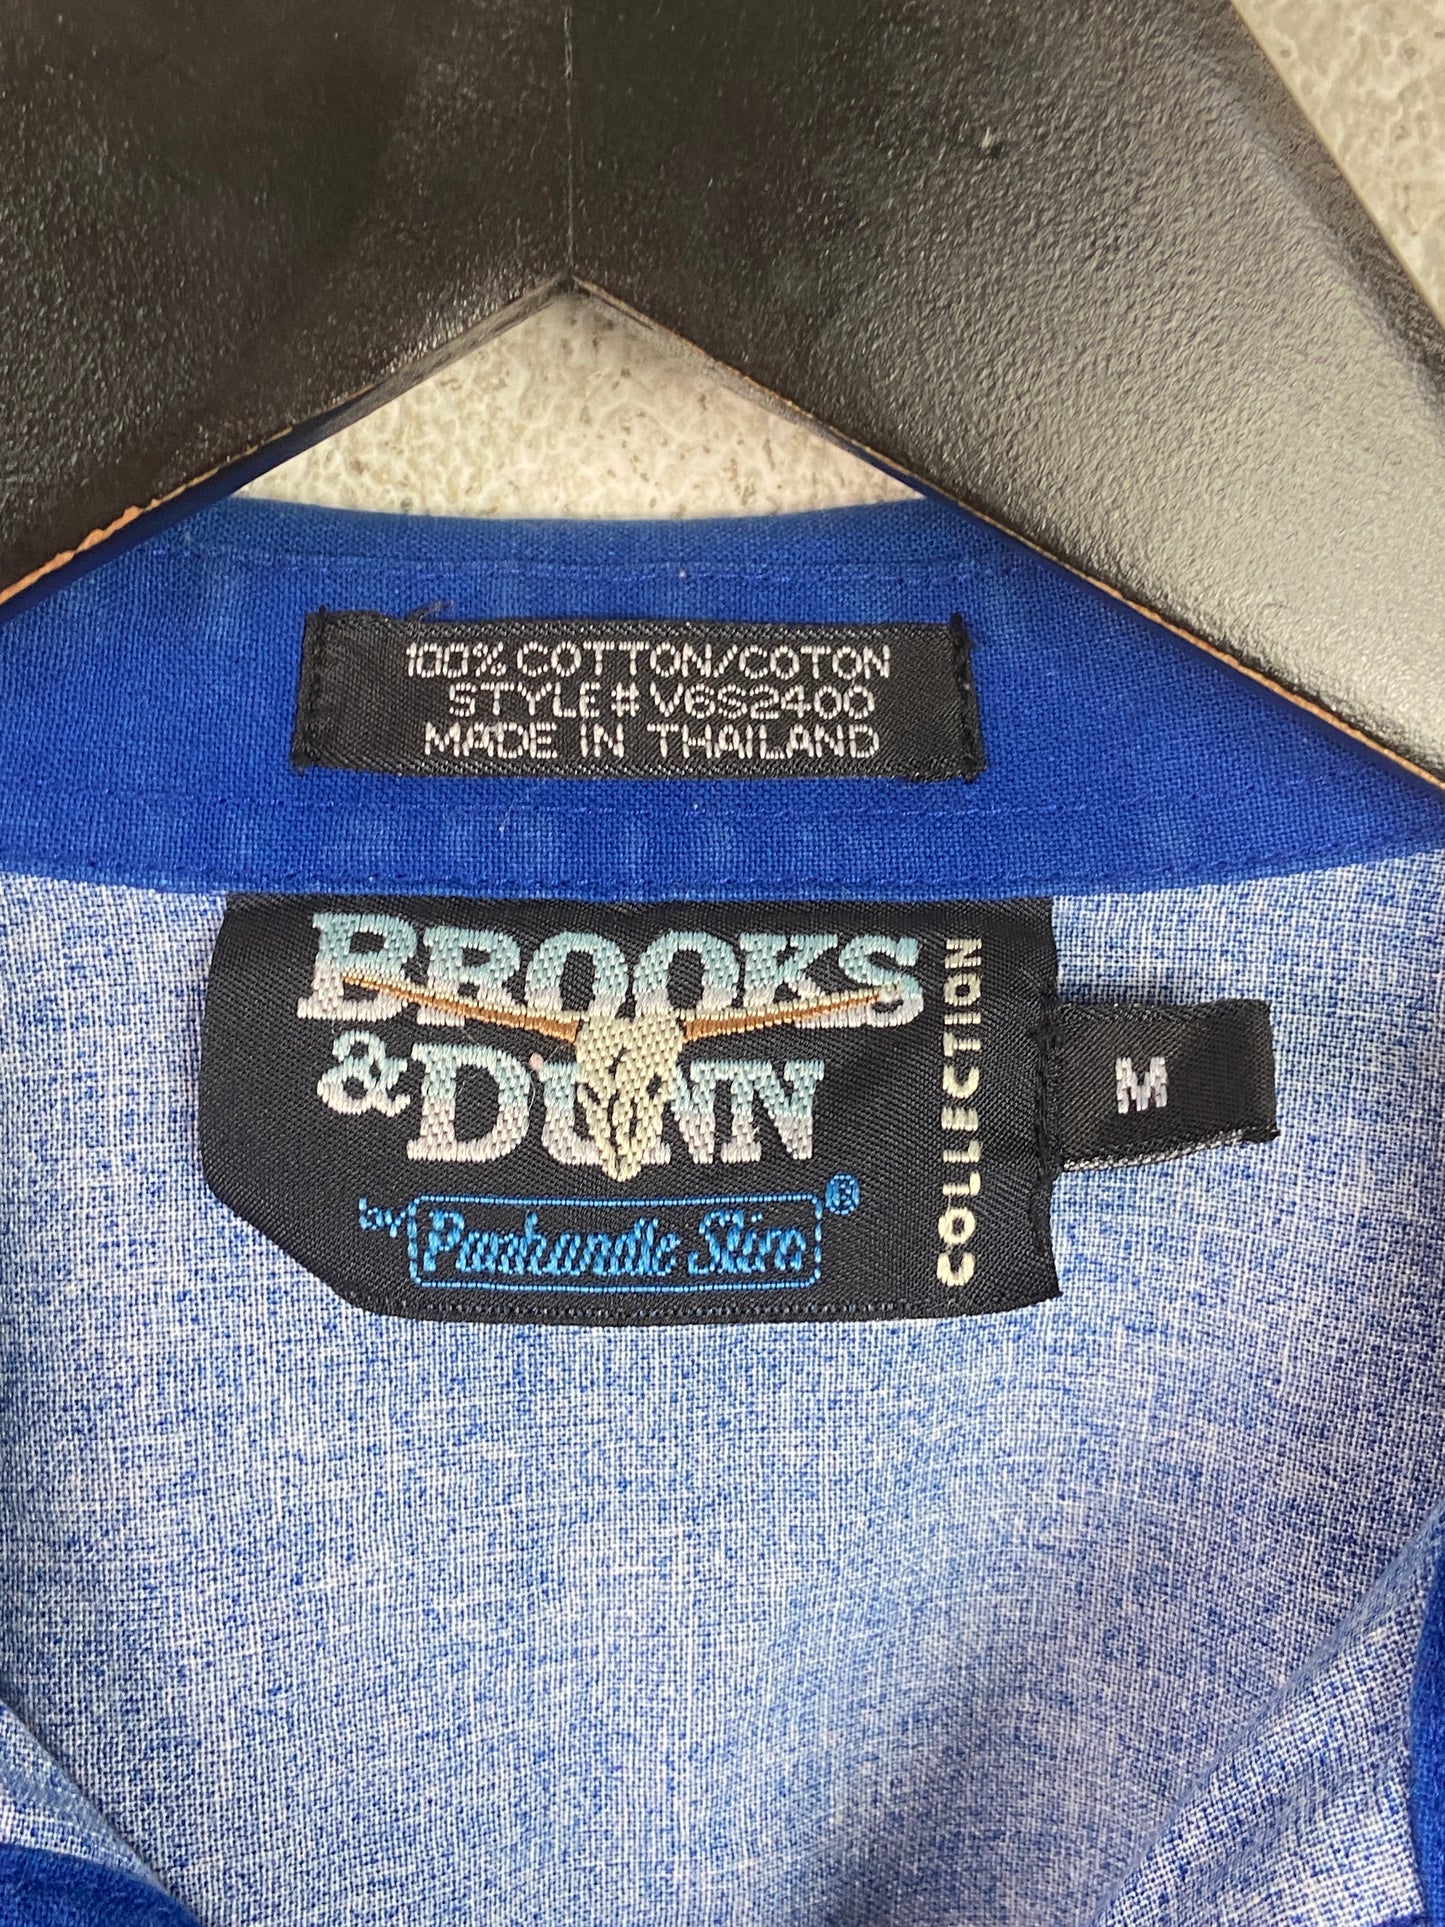 100% COTTON/COTON
STYLE # V6S2400
MADE IN THAILAND
BROOKS
& DUNN
COLLECTION
by Panhandle Slim ®
M